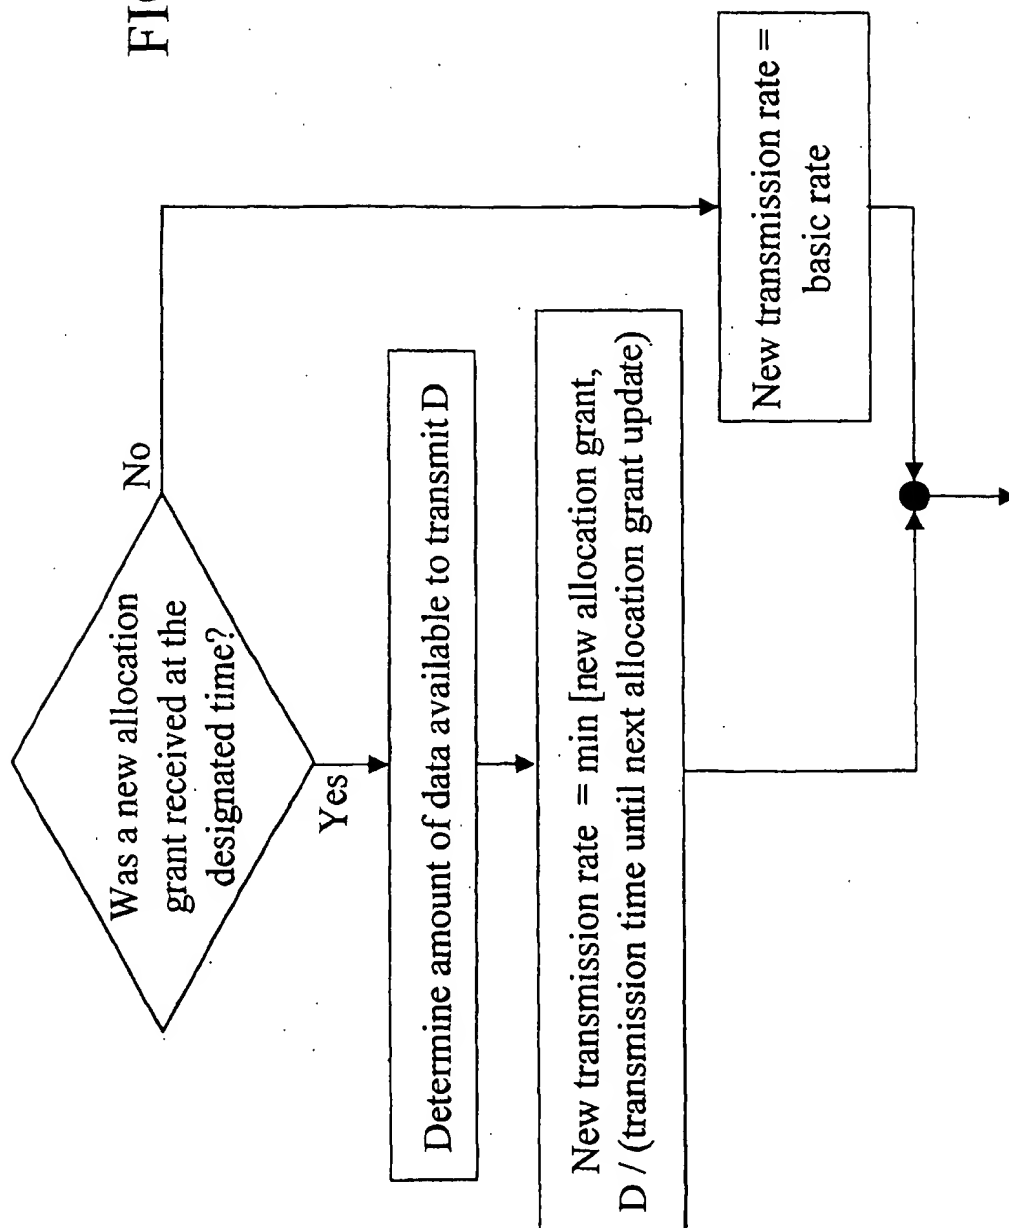 FIG
Was a new allocation
grant received at the
designated time?
No
Yes
Determine amount of data available to transmit D
New transmission rate = min [new allocation grant,
D / (transmission time until next allocation grant update)
New transmission rate =
basic rate